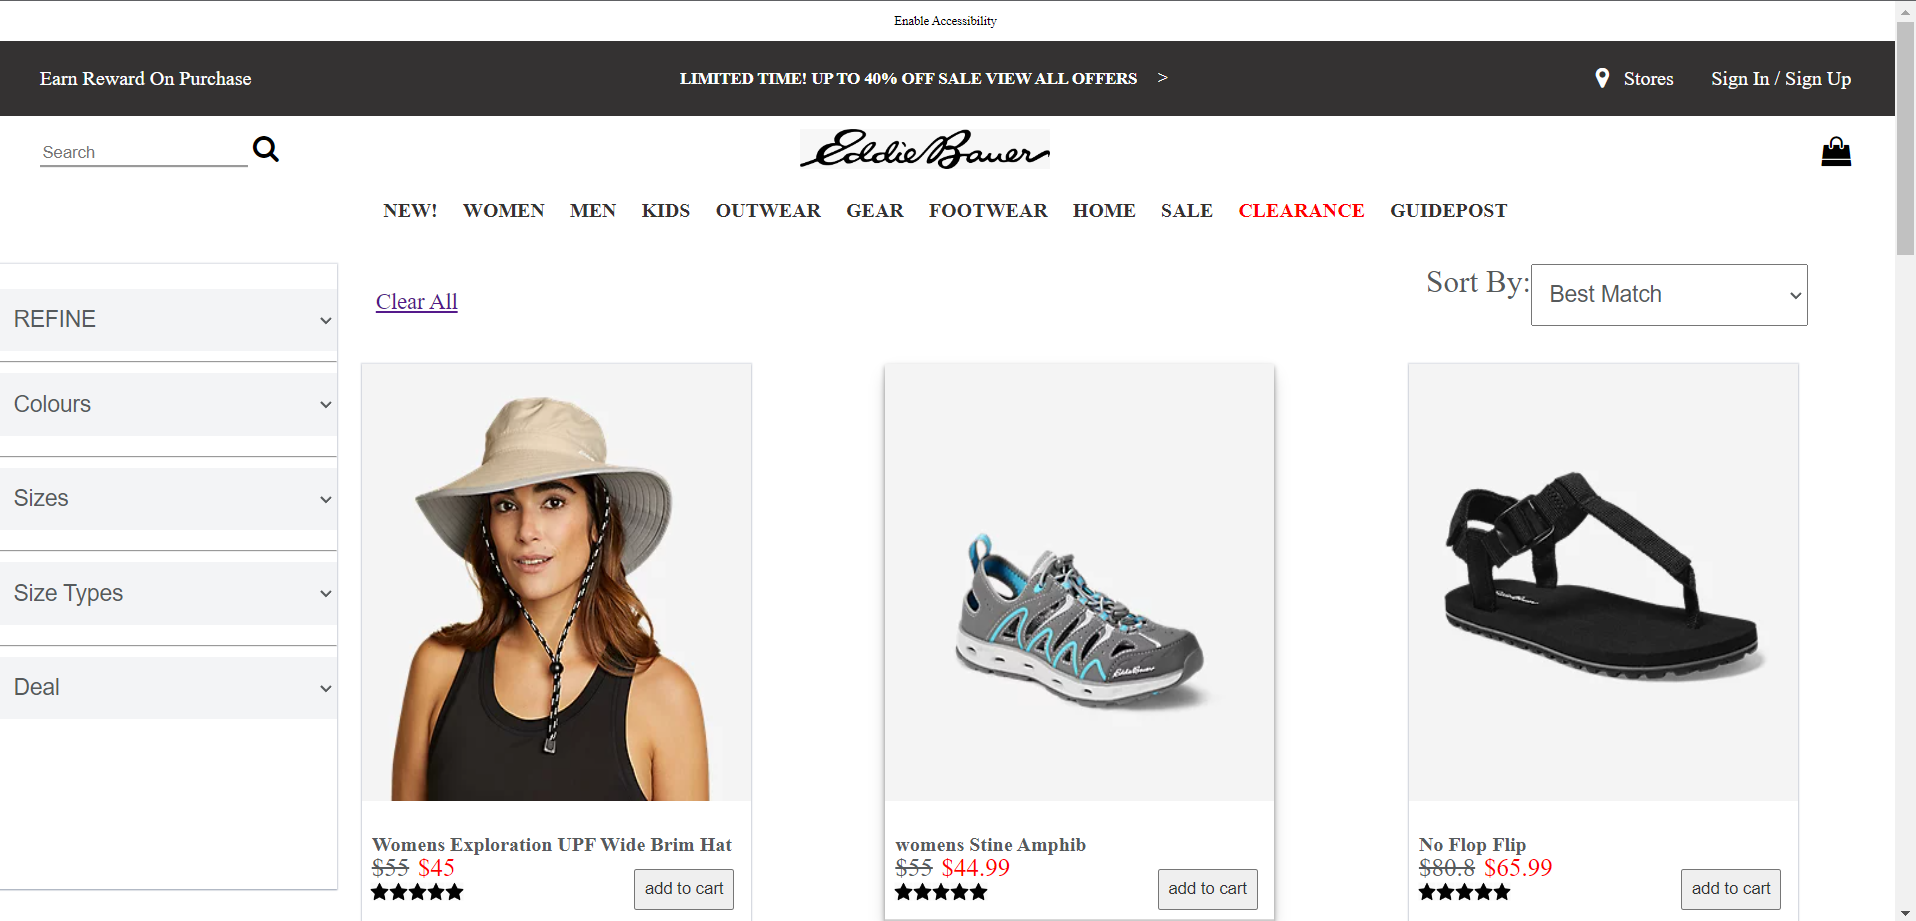 Enable Accessibility
Earn Reward On Purchase
LIMITED TIME! UP TO 40% OFF SALE VIEW ALL OFFERS >
Stores
Sign In / Sign Up
Search
Eddie Bauer
NEW! WOMEN MEN KIDS OUTWEAR GEAR FOOTWEAR HOME SALE CLEARANCE GUIDEPOST
REFINE
Colours
Sizes
Size Types
Deal
Clear All
Sort By: Best Match
Womens Exploration UPF Wide Brim Hat
$55 $45
add to cart
Eddie Bauer
womens Stine Amphib
$55 $44.99
add to cart
Eddie Bauer
No Flop Flip
$80.8 $65.99
add to cart